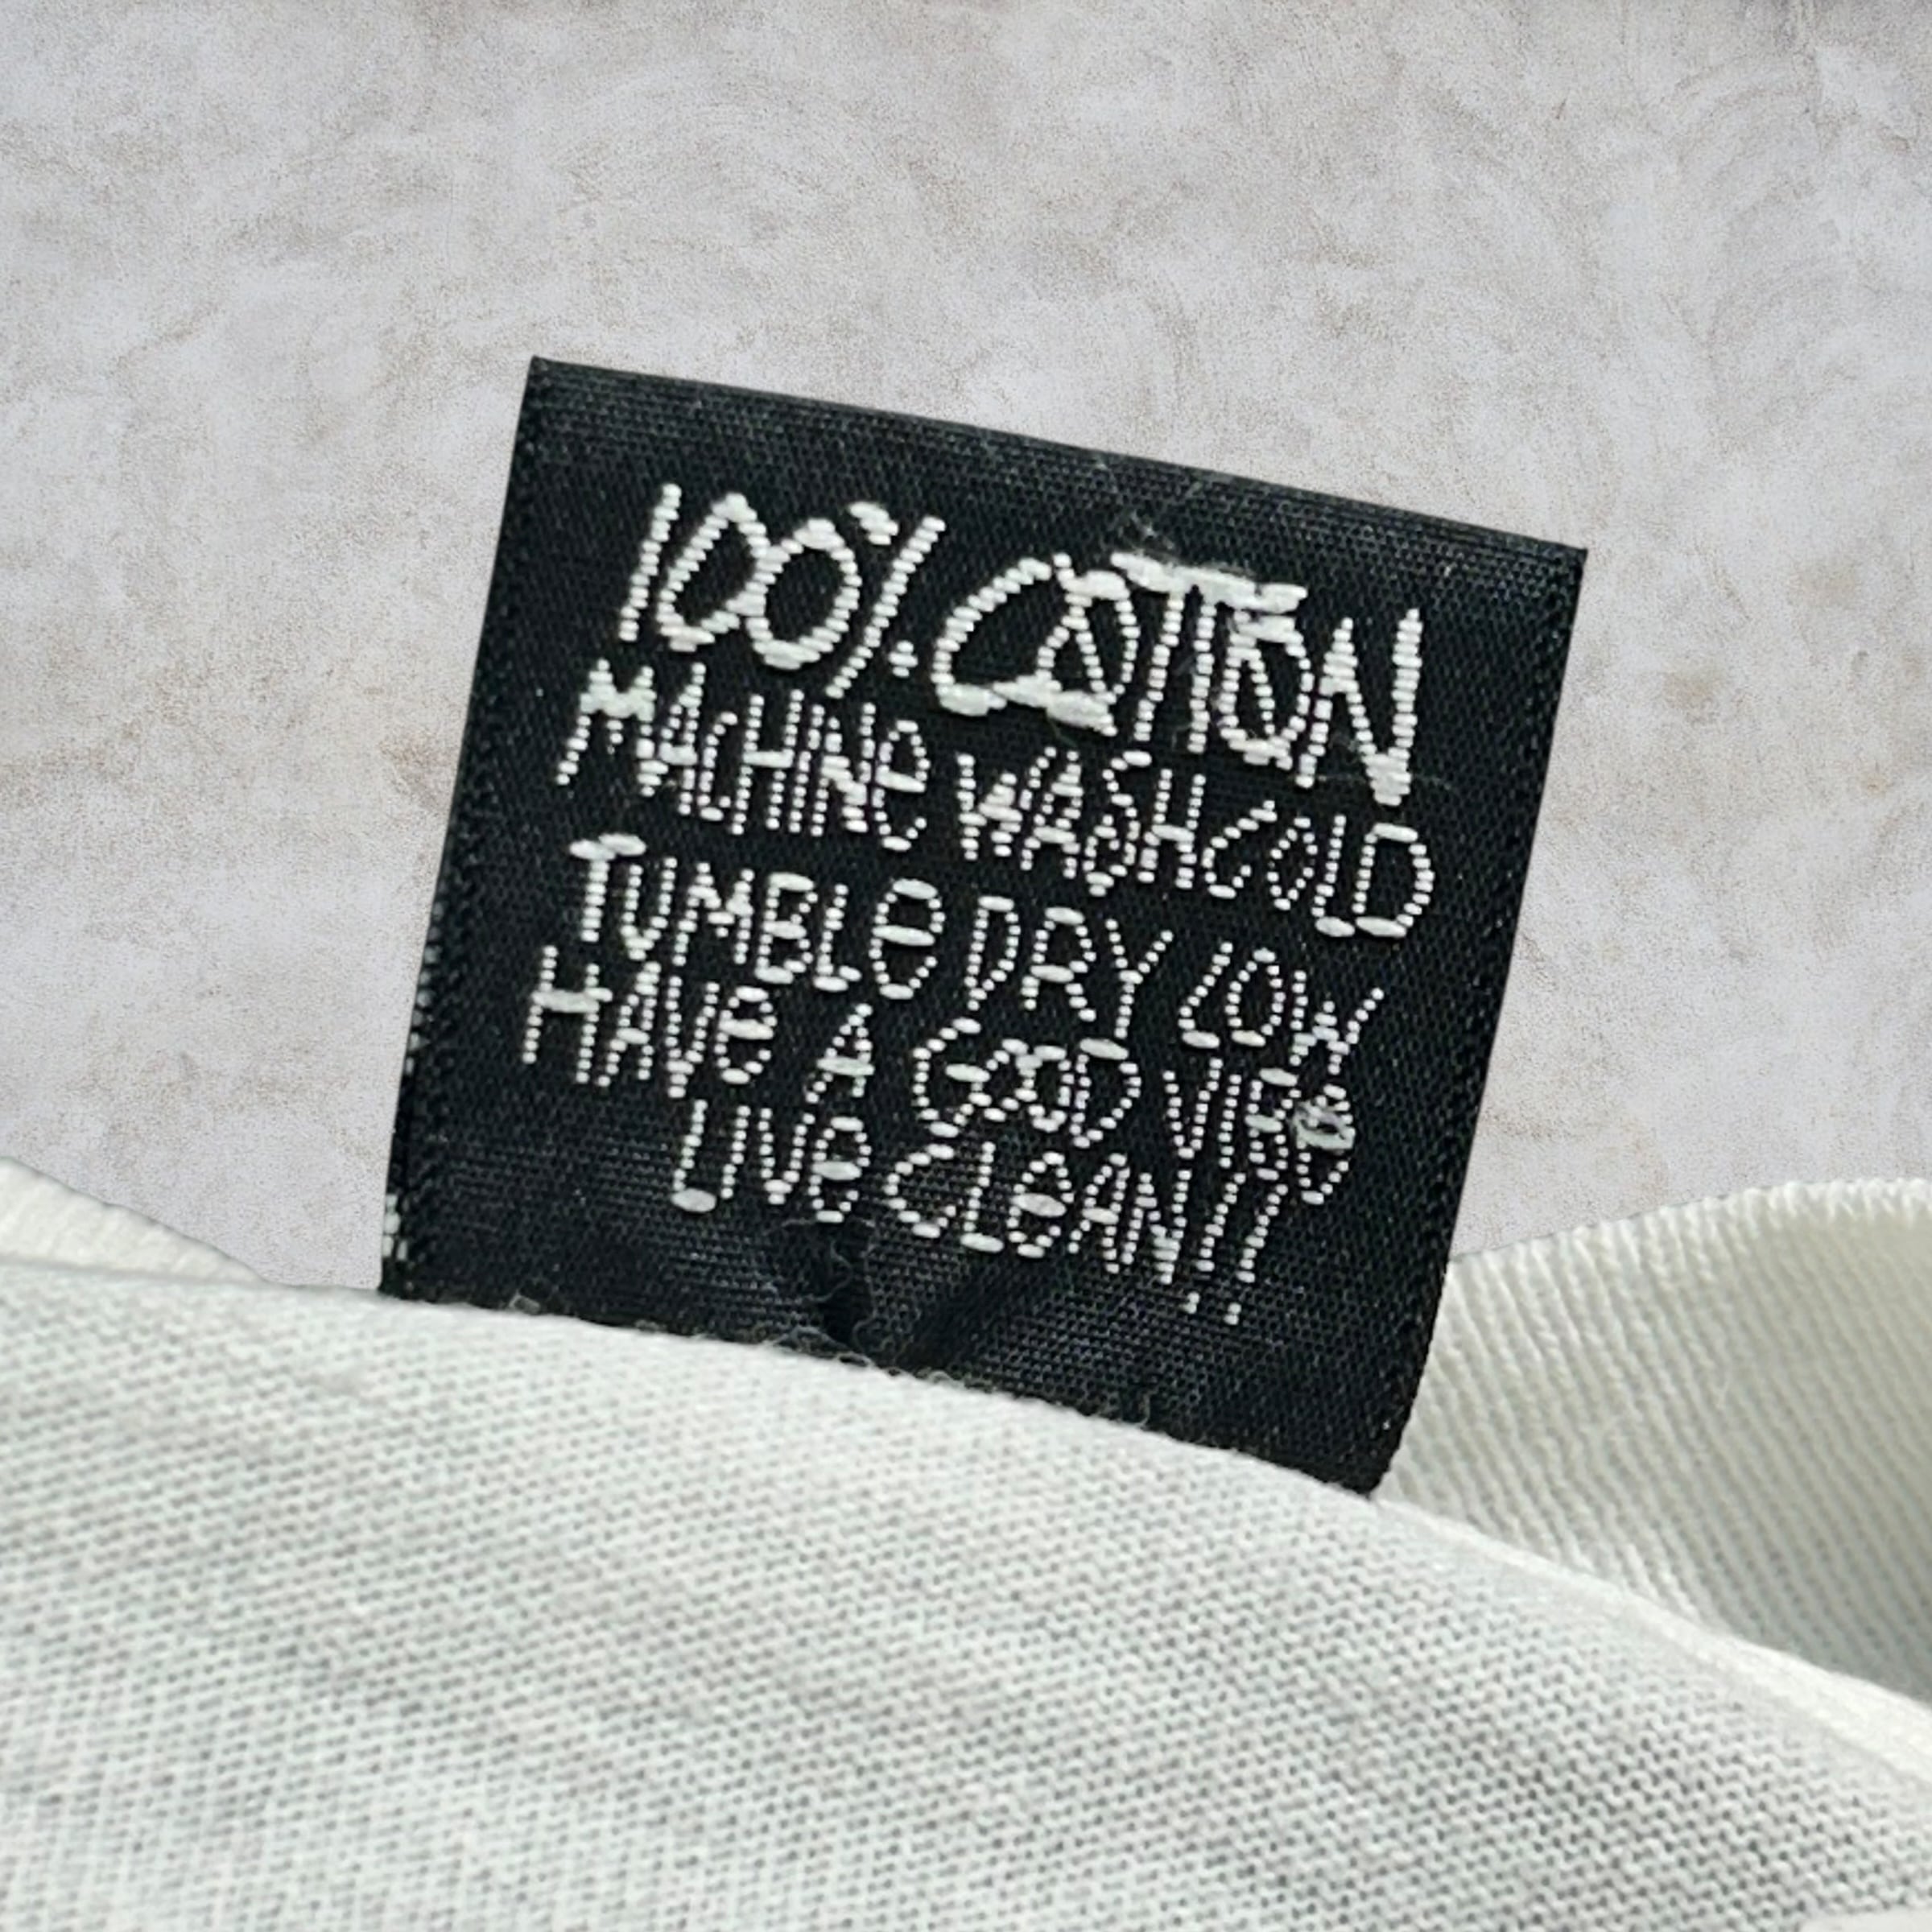 100% COTTON
MACHINE WASH COLD
TUMBLE DRY LOW
HAVE A GOOD VIBE
LIVE CLEAN!!